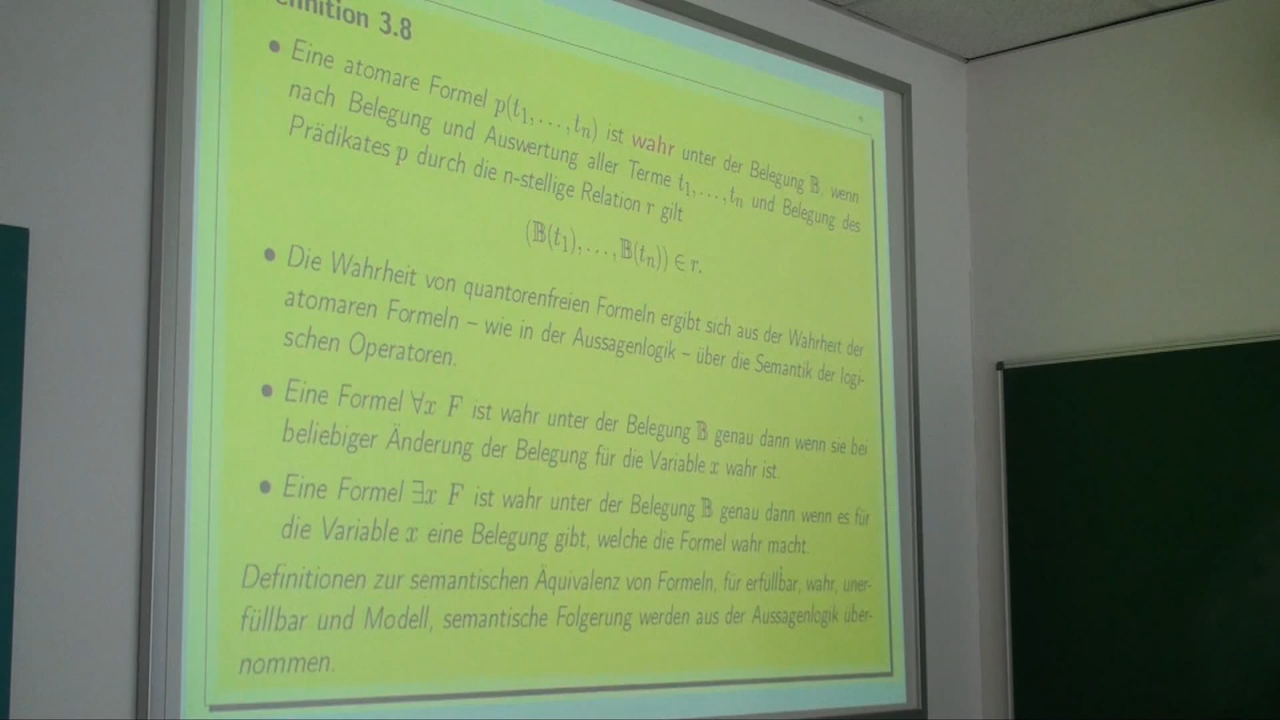 efinition 3.8
• Eine atomare Formel p(t₁, . . . , tₙ) ist wahr unter der Belegung 𝔹, wenn
nach Belegung und Auswertung aller Terme t₁, . . . , tₙ und Belegung des
Prädikates p durch die n-stellige Relation r gilt
(𝔹(t₁), . . . , 𝔹(tₙ)) ∈ r.
• Die Wahrheit von quantorenfreien Formeln ergibt sich aus der Wahrheit der
atomaren Formeln – wie in der Aussagenlogik – über die Semantik der logi-
schen Operatoren.
• Eine Formel ∀x F ist wahr unter der Belegung 𝔹 genau dann wenn sie bei
beliebiger Änderung der Belegung für die Variable x wahr ist.
• Eine Formel ∃x F ist wahr unter der Belegung 𝔹 genau dann wenn es für
die Variable x eine Belegung gibt, welche die Formel wahr macht.
Definitionen zur semantischen Äquivalenz von Formeln, für erfüllbar, wahr, uner-
füllbar und Modell, semantische Folgerung werden aus der Aussagenlogik über-
nommen.